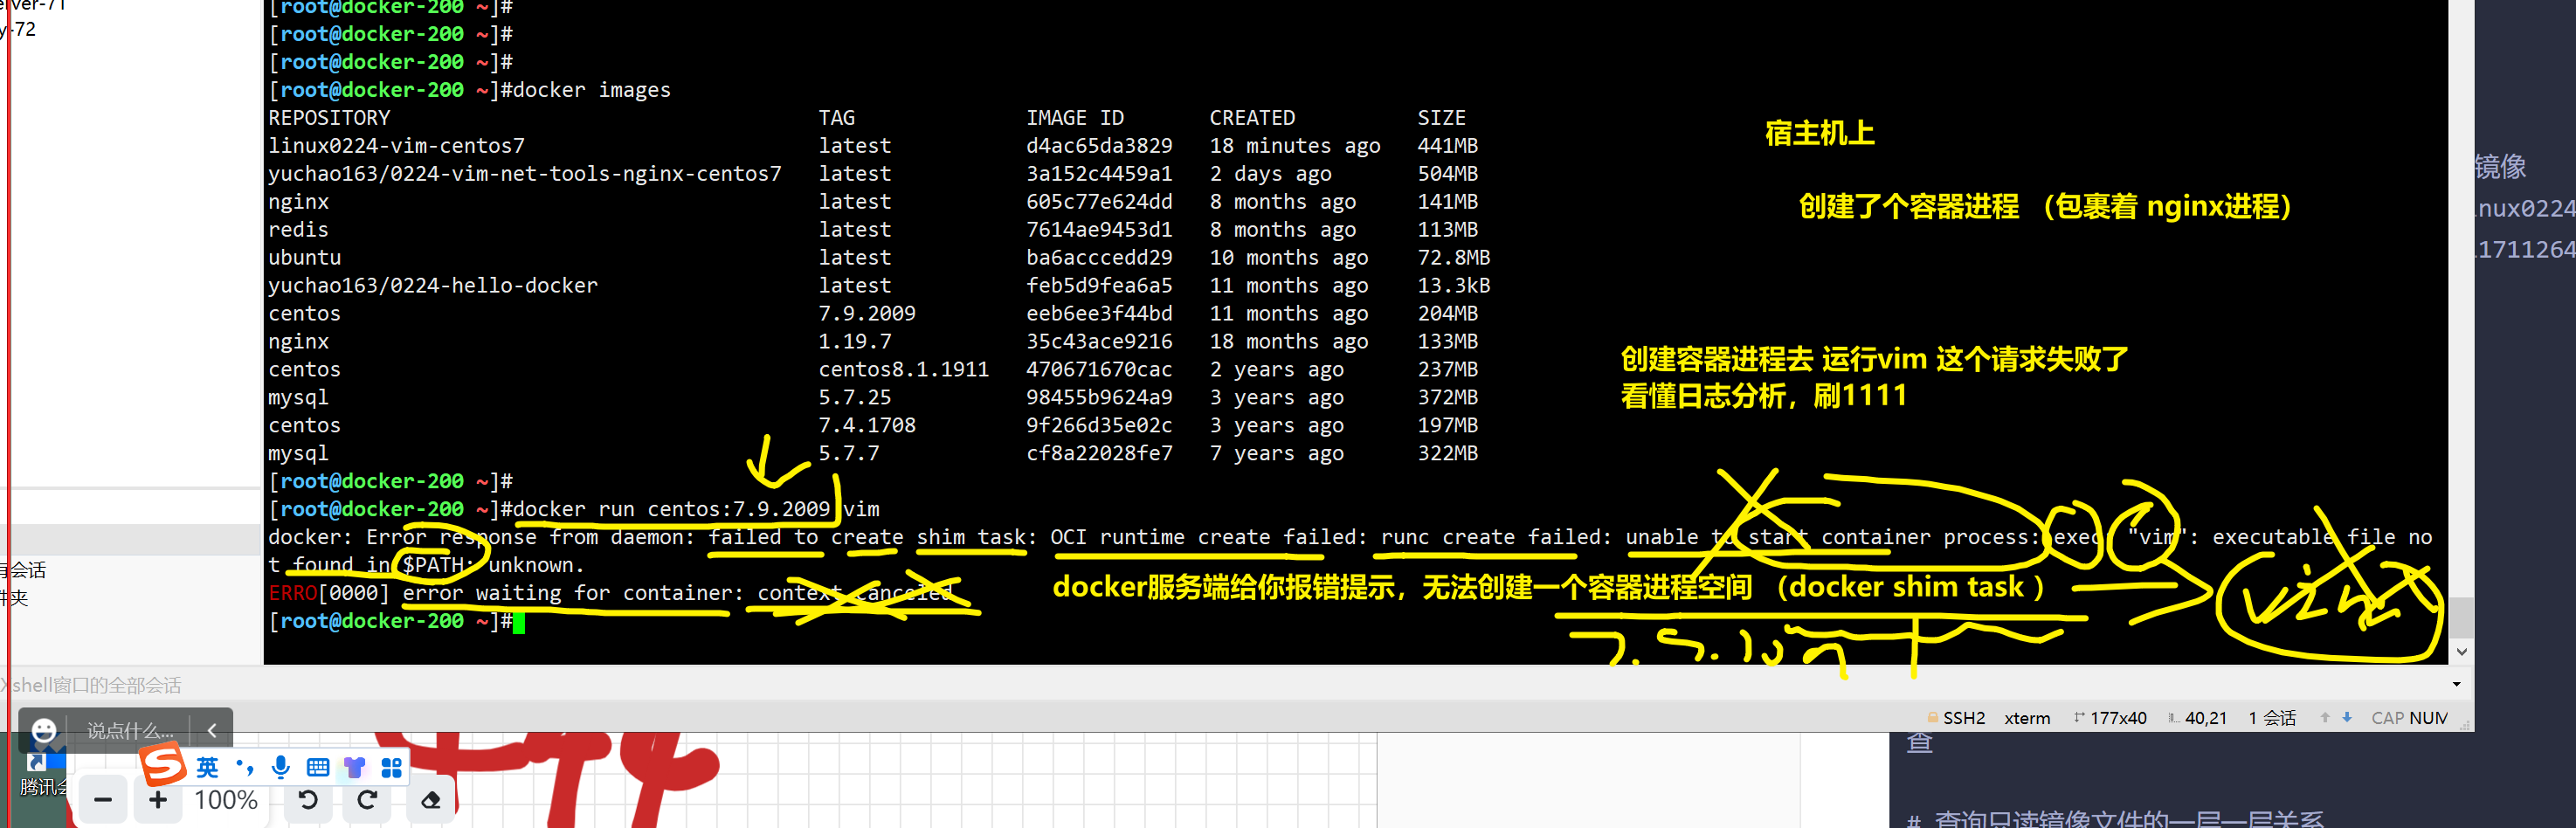 erver-71
y-72
[root@docker-200 ~]#
[root@docker-200 ~]#
[root@docker-200 ~]#
[root@docker-200 ~]#docker images
REPOSITORY TAG IMAGE ID CREATED SIZE
linux0224-vim-centos7 latest d4ac65da3829 18 minutes ago 441MB
yuchao163/0224-vim-net-tools-nginx-centos7 latest 3a152c4459a1 2 days ago 504MB
nginx latest 605c77e624dd 8 months ago 141MB
redis latest 7614ae9453d1 8 months ago 113MB
ubuntu latest ba6acccedd29 10 months ago 72.8MB
yuchao163/0224-hello-docker latest feb5d9fea6a5 11 months ago 13.3kB
centos 7.9.2009 eeb6ee3f44bd 11 months ago 204MB
nginx 1.19.7 35c43ace9216 18 months ago 133MB
centos centos8.1.1911 470671670cac 2 years ago 237MB
mysql 5.7.25 98455b9624a9 3 years ago 372MB
centos 7.4.1708 9f266d35e02c 3 years ago 197MB
mysql 5.7.7 cf8a22028fe7 7 years ago 322MB
[root@docker-200 ~]#
[root@docker-200 ~]#docker run centos:7.9.2009 vim
docker: Error response from daemon: failed to create shim task: OCI runtime create failed: runc create failed: unable to start container process: exec: "vim": executable file no
t found in $PATH: unknown.
ERRO[0000] error waiting for container: context canceled
[root@docker-200 ~]#
宿主机上
创建了个容器进程 （包裹着 nginx进程）
创建容器进程去 运行vim 这个请求失败了
看懂日志分析，刷1111
docker服务端给你报错提示，无法创建一个容器进程空间 （docker shim task ）
vim
镜像
inux0224
1711264
有会话
件夹
Xshell窗口的全部会话
SSH2 xterm 177x40 40,21 1 会话 CAP NUM
说点什么...
英
腾讯会
100%
查
# 查询只读镜像文件的一层一层关系